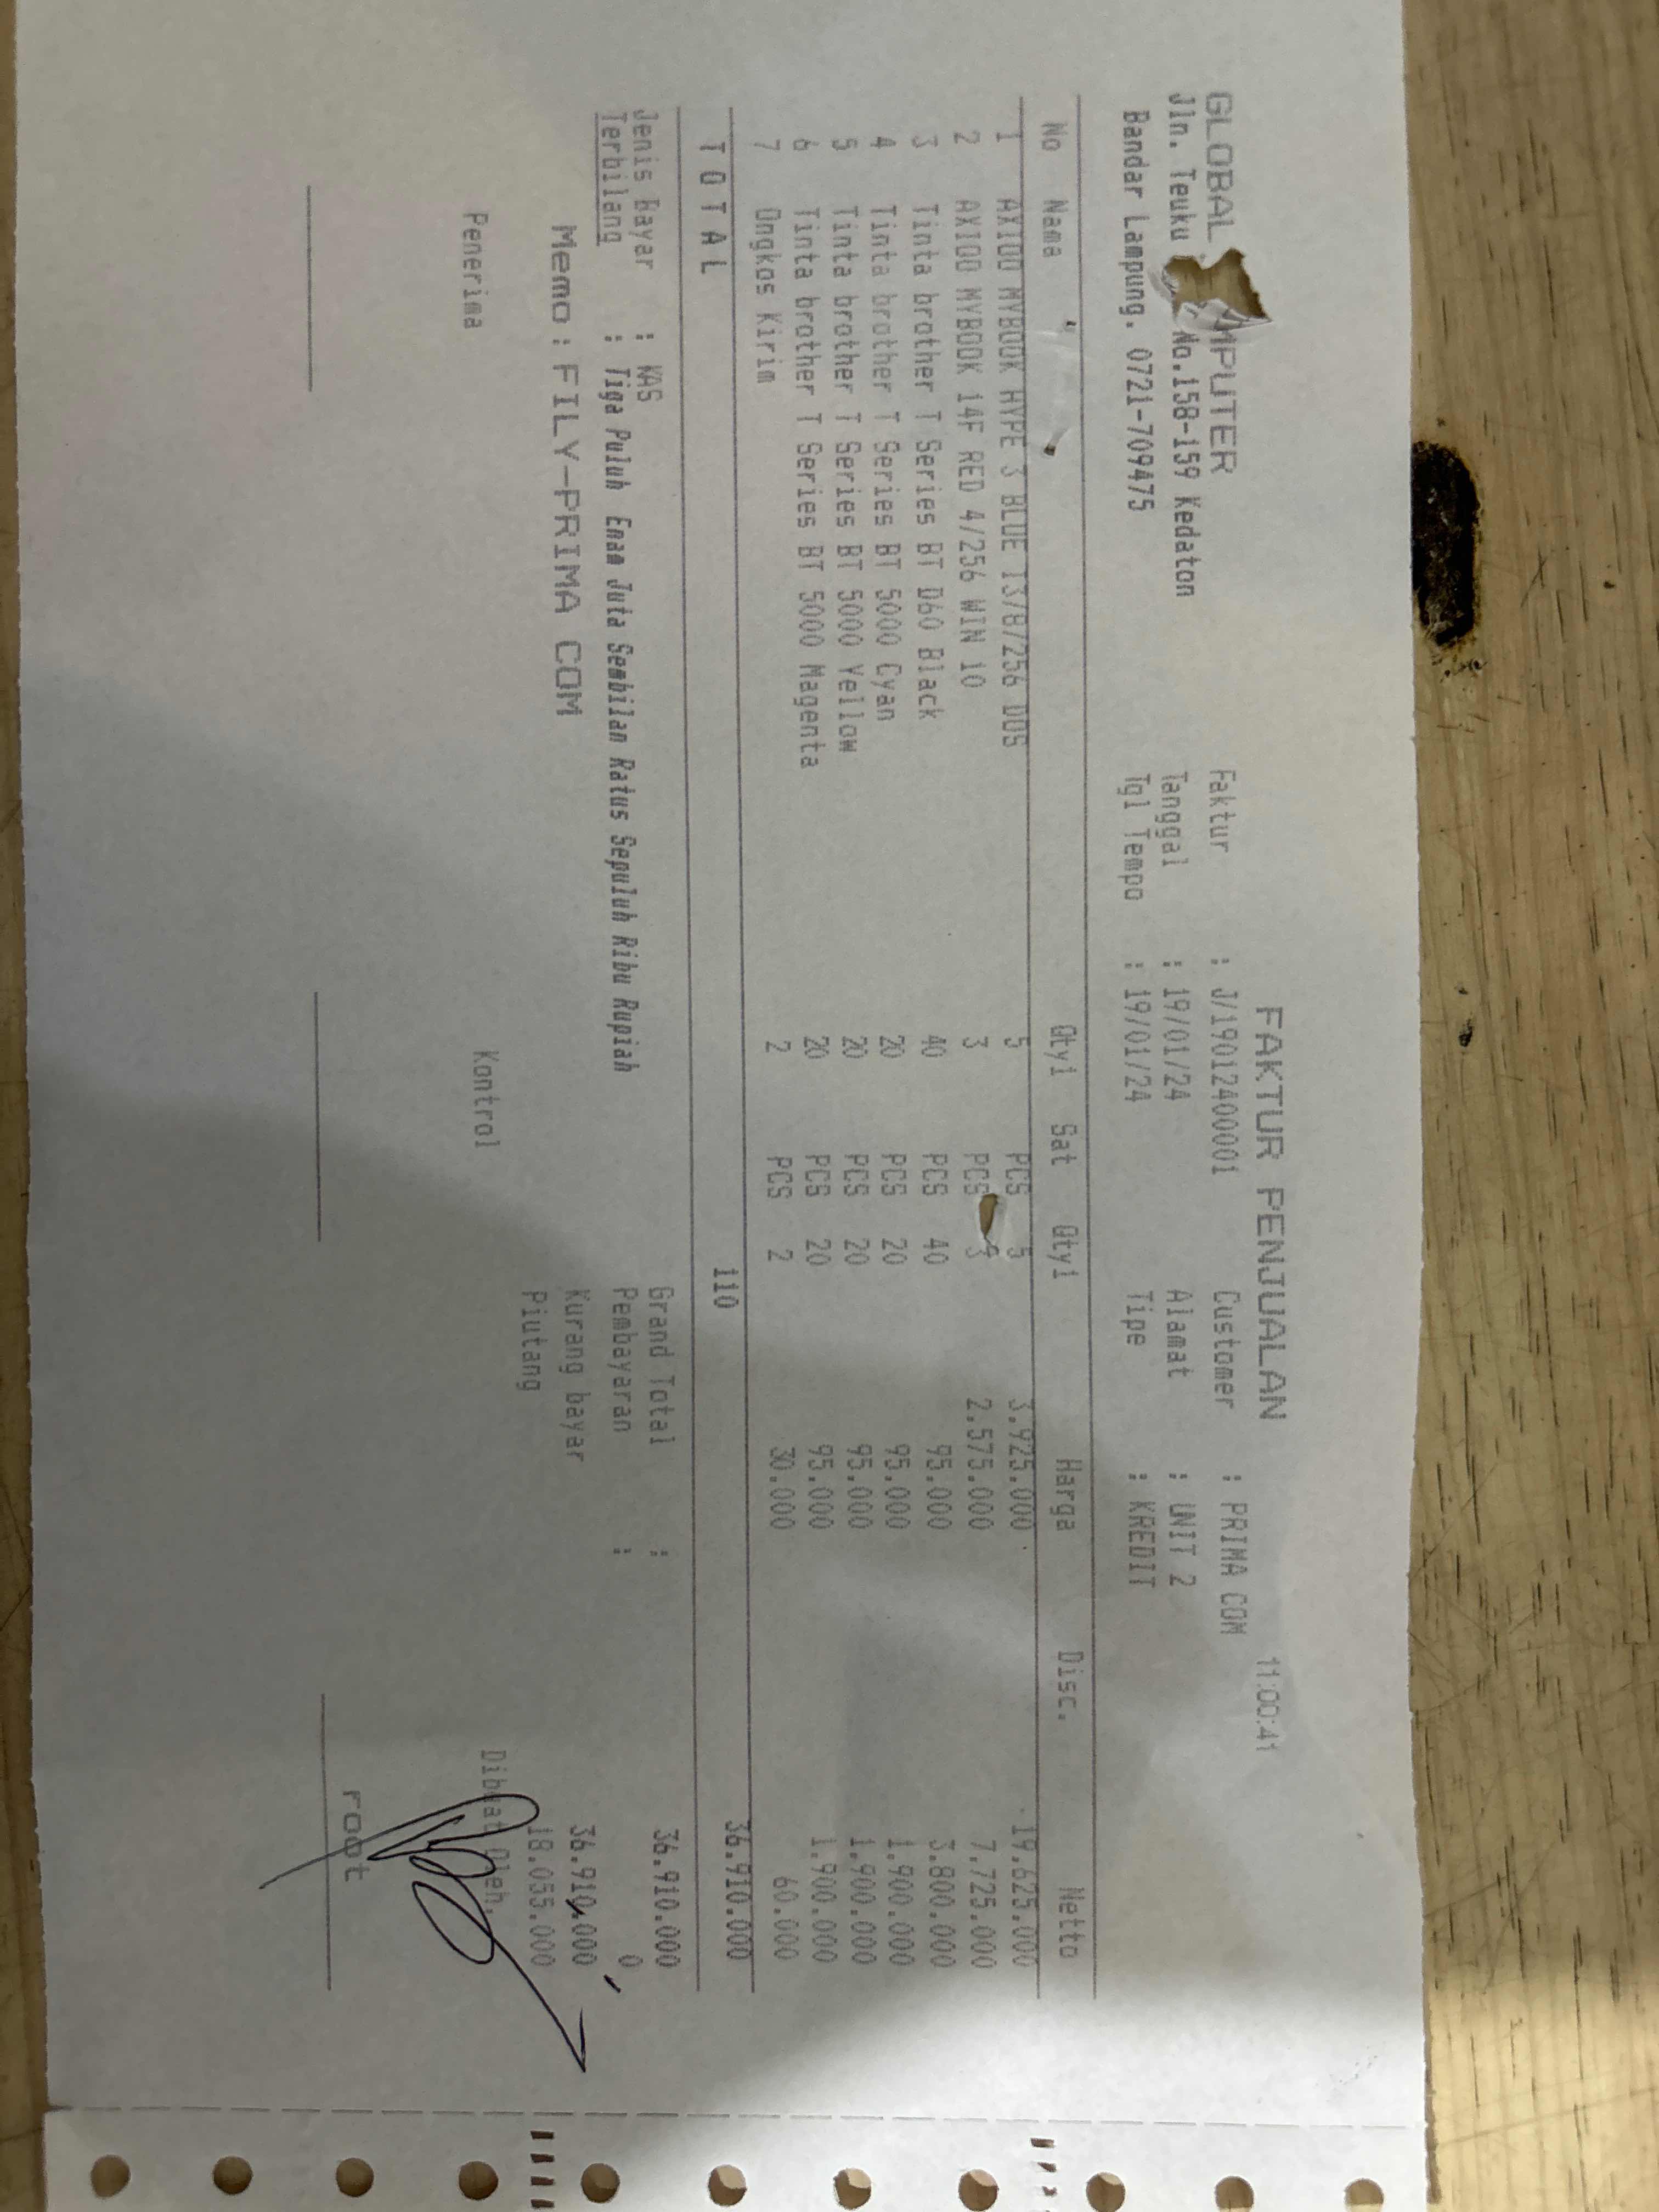 FAKTUR PENJUALAN 11:00:41
GLOBAL MPUTER Faktur : J/190124000001 Customer : PRIMA COM
Jln. Teuku No.158-159 Kedaton Tanggal : 19/01/24 Alamat : UNIT 2
Bandar Lampung. 0721-709475 Tgl Tempo : 19/01/24 Tipe : KREDIT
No Nama Qty1 Sat Qty1 Harga Disc. Netto
1 AXIOO MYBOOK HYPE 3 BLUE I3/8/256 DOS 5 PCS 5 3.925.000 19.625.000
2 AXIOO MYBOOK 14F RED 4/256 WIN 10 3 PCS 3 2.575.000 7.725.000
3 Tinta brother T Series BT D60 Black 40 PCS 40 95.000 3.800.000
4 Tinta brother T Series BT 5000 Cyan 20 PCS 20 95.000 1.900.000
5 Tinta brother T Series BT 5000 Yellow 20 PCS 20 95.000 1.900.000
6 Tinta brother T Series BT 5000 Magenta 20 PCS 20 95.000 1.900.000
7 Ongkos Kirim 2 PCS 2 30.000 60.000
T O T A L 110 36.910.000
Jenis Bayar : KAS Grand Total : 36.910.000
Terbilang : Tiga Puluh Enam Juta Sembilan Ratus Sepuluh Ribu Rupiah Pembayaran : 0
Memo : FILY-PRIMA COM Kurang bayar 36.910.000
Piutang 18.055.000
Penerima Kontrol Dibuat Oleh,
root